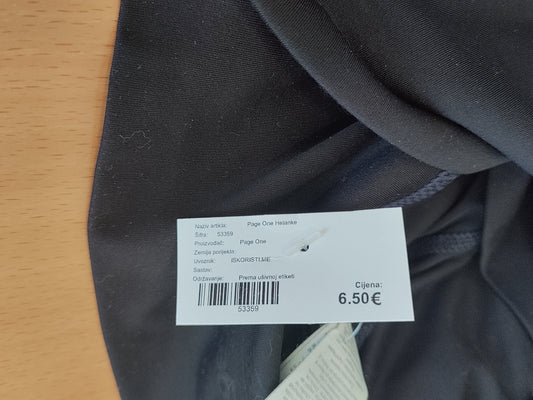 Naziv artikla: Page One Helanke
Šifra: 53359
Proizvođač: Page One
Zemlja porijekla:
Uvoznik: ISKORISTI.ME
Sastav:
Održavanje: Prema ušivnoj etiketi
Cijena:
6.50€
53359